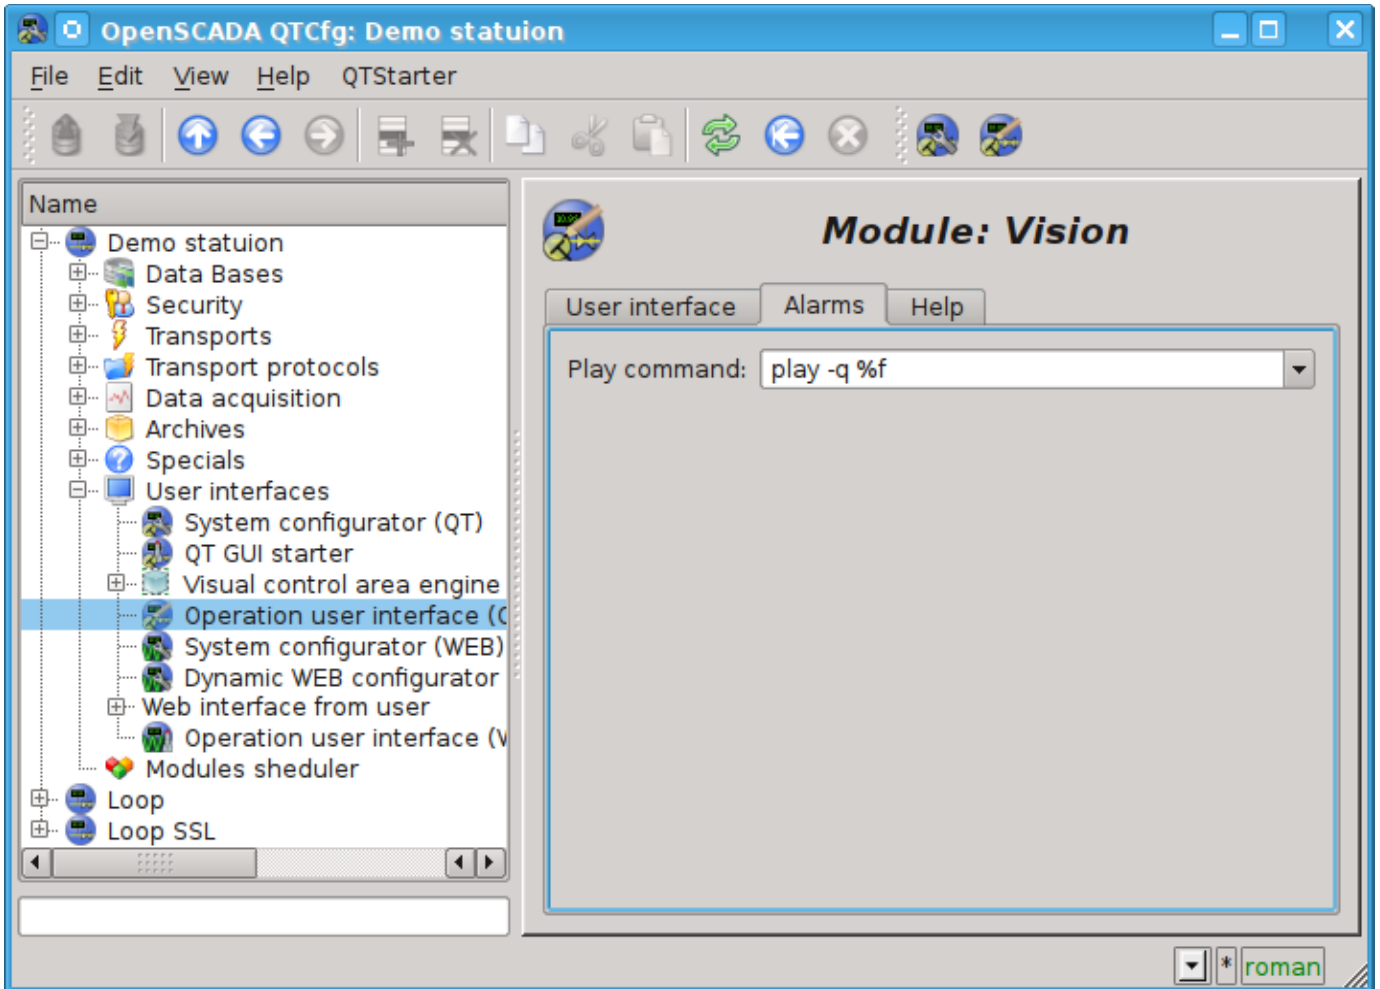 OpenSCADA QTCfg: Demo statuion
File Edit View Help QTStarter
Name
Demo statuion
Data Bases
Security
Transports
Transport protocols
Data acquisition
Archives
Specials
User interfaces
System configurator (QT)
QT GUI starter
Visual control area engine
Operation user interface (
System configurator (WEB)
Dynamic WEB configurator
Web interface from user
Operation user interface (
Modules sheduler
Loop
Loop SSL
Module: Vision
User interface Alarms Help
Play command: play -q %f
* roman